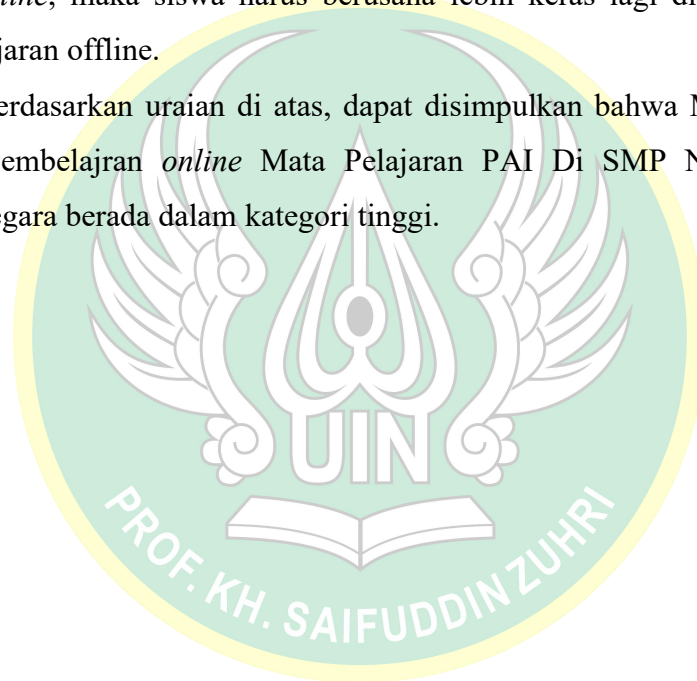 line, maka siswa harus berusaha lebih keras lagi di
jaran offline.
erdasarkan uraian di atas, dapat disimpulkan bahwa
embelajran online Mata Pelajaran PAI Di SMP N
egara berada dalam kategori tinggi.
UIN
PROF. KH. SAIFUDDIN ZUHRI